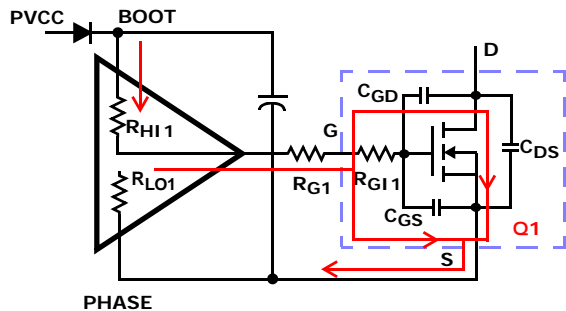 PVCC
BOOT
D
CGD
RHI1
G
CDS
RLO1
RG1
RGI1
CGS
Q1
S
PHASE